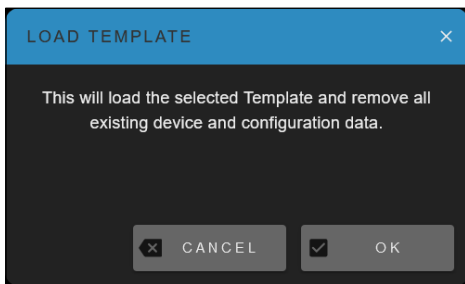 LOAD TEMPLATE
This will load the selected Template and remove all
existing device and configuration data.
CANCEL
OK